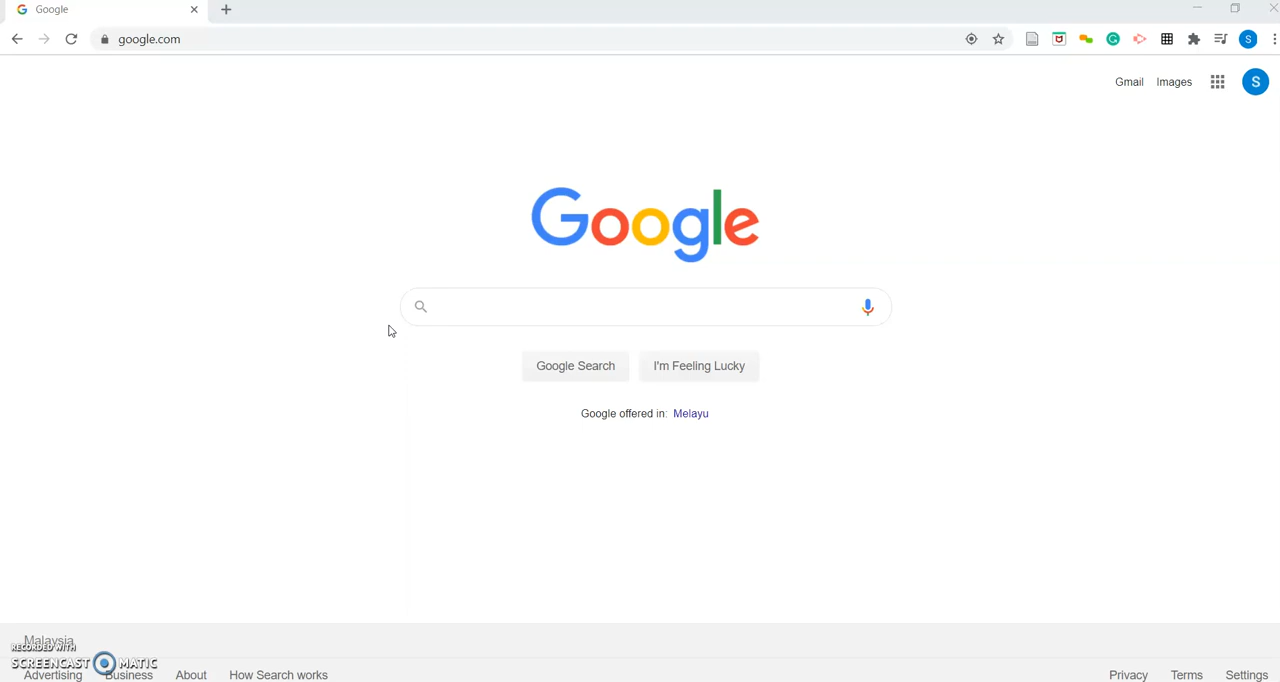 Google
google.com
S
Gmail Images S
Google
Google Search I'm Feeling Lucky
Google offered in: Melayu
Malaysia
RECORDED WITH
SCREENCAST MATIC
Advertising Business About How Search works Privacy Terms Settings